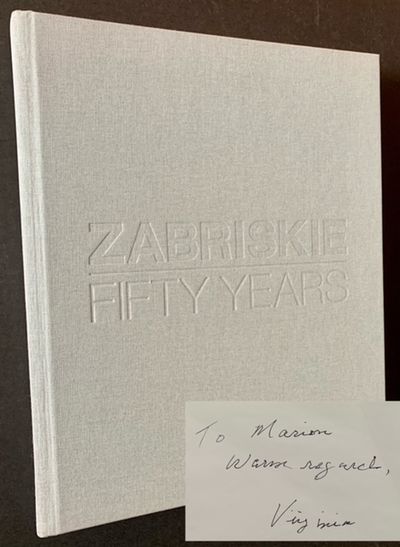 ZABRISKIE
FIFTY YEARS
To Marion
Warm regards,
Virginia